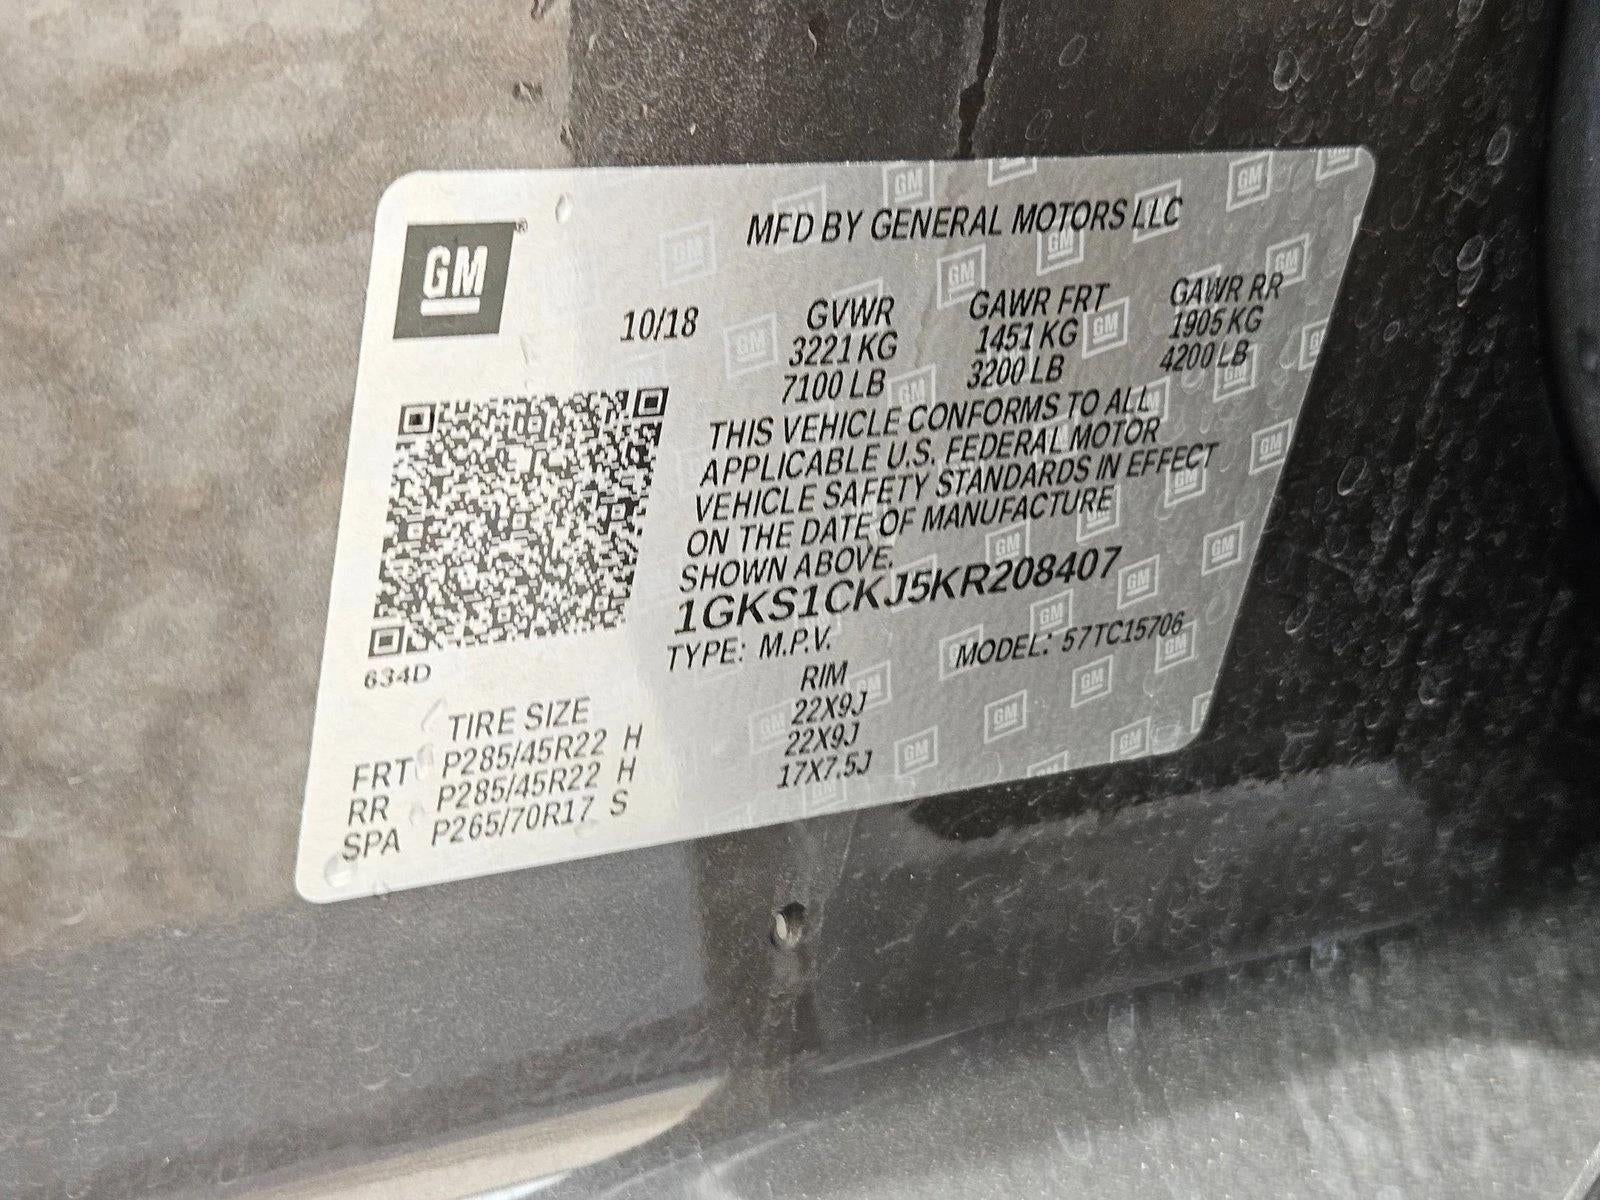 GM
MFD BY GENERAL MOTORS LLC
10/18
GVWR GAWR FRT GAWR RR
3221 KG 1451 KG 1905 KG
7100 LB 3200 LB 4200 LB
THIS VEHICLE CONFORMS TO ALL
APPLICABLE U.S. FEDERAL MOTOR
VEHICLE SAFETY STANDARDS IN EFFECT
ON THE DATE OF MANUFACTURE
SHOWN ABOVE.
1GKS1CKJ5KR208407
TYPE: M.P.V. MODEL: 57TC15706
634D
TIRE SIZE RIM
FRT P285/45R22 H 22X9J
RR P285/45R22 H 22X9J
SPA P265/70R17 S 17X7.5J